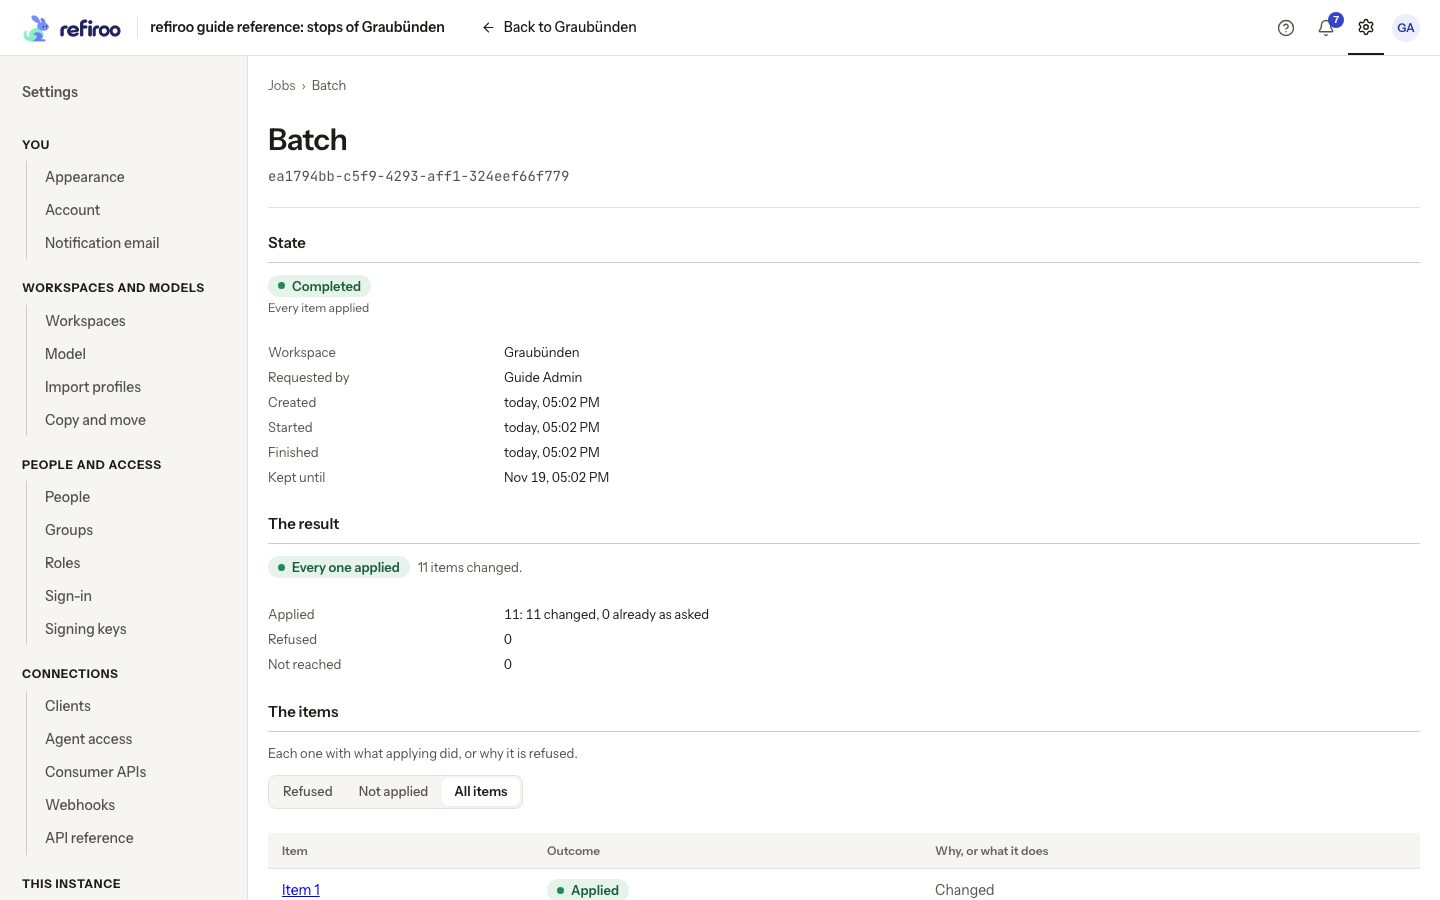 refiroo
refiroo guide reference: stops of Graubünden
← Back to Graubünden
7
GA
Settings
YOU
Appearance
Account
Notification email
WORKSPACES AND MODELS
Workspaces
Model
Import profiles
Copy and move
PEOPLE AND ACCESS
People
Groups
Roles
Sign-in
Signing keys
CONNECTIONS
Clients
Agent access
Consumer APIs
Webhooks
API reference
THIS INSTANCE
Jobs › Batch
Batch
ea1794bb-c5f9-4293-aff1-324eef66f779
State
Completed
Every item applied
Workspace Graubünden
Requested by Guide Admin
Created today, 05:02 PM
Started today, 05:02 PM
Finished today, 05:02 PM
Kept until Nov 19, 05:02 PM
The result
Every one applied 11 items changed.
Applied 11: 11 changed, 0 already as asked
Refused 0
Not reached 0
The items
Each one with what applying did, or why it is refused.
Refused Not applied All items
Item Outcome Why, or what it does
Item 1 Applied Changed